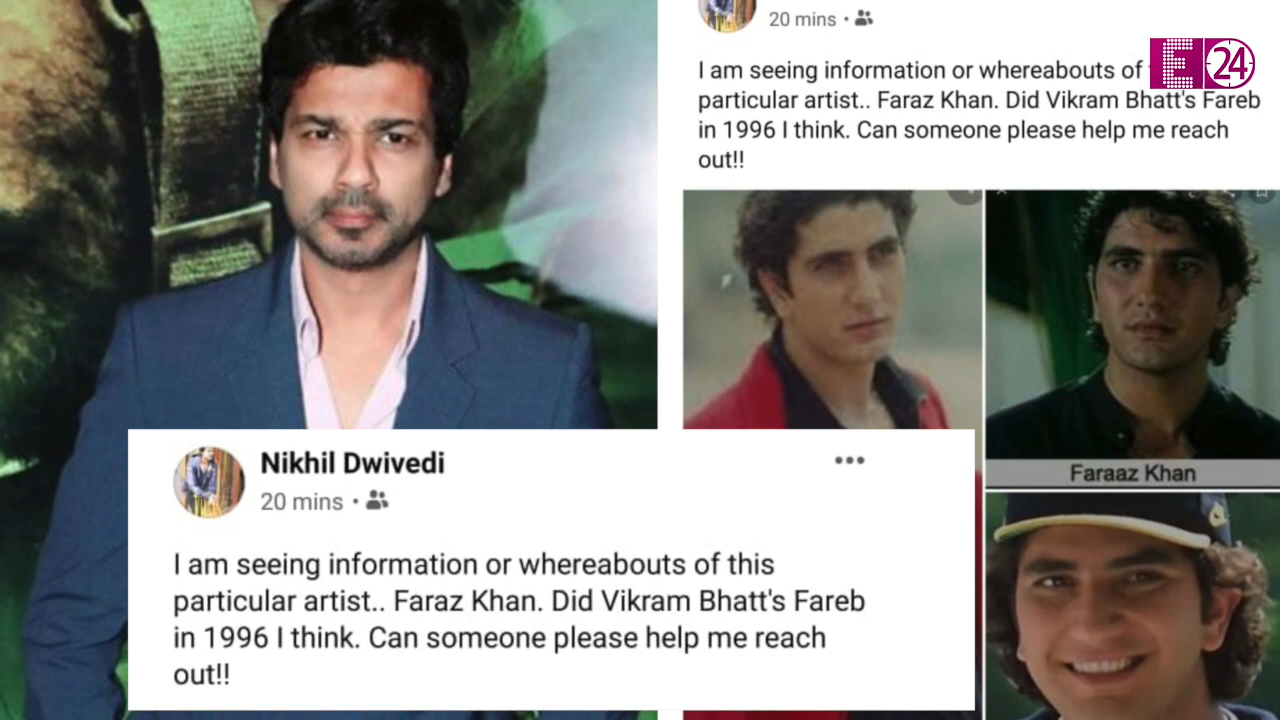 20 mins
E 24
I am seeing information or whereabouts of
particular artist.. Faraz Khan. Did Vikram Bhatt's Fareb
in 1996 I think. Can someone please help me reach
out!!
Faraaz Khan
Nikhil Dwivedi
20 mins
I am seeing information or whereabouts of this
particular artist.. Faraz Khan. Did Vikram Bhatt's Fareb
in 1996 I think. Can someone please help me reach
out!!